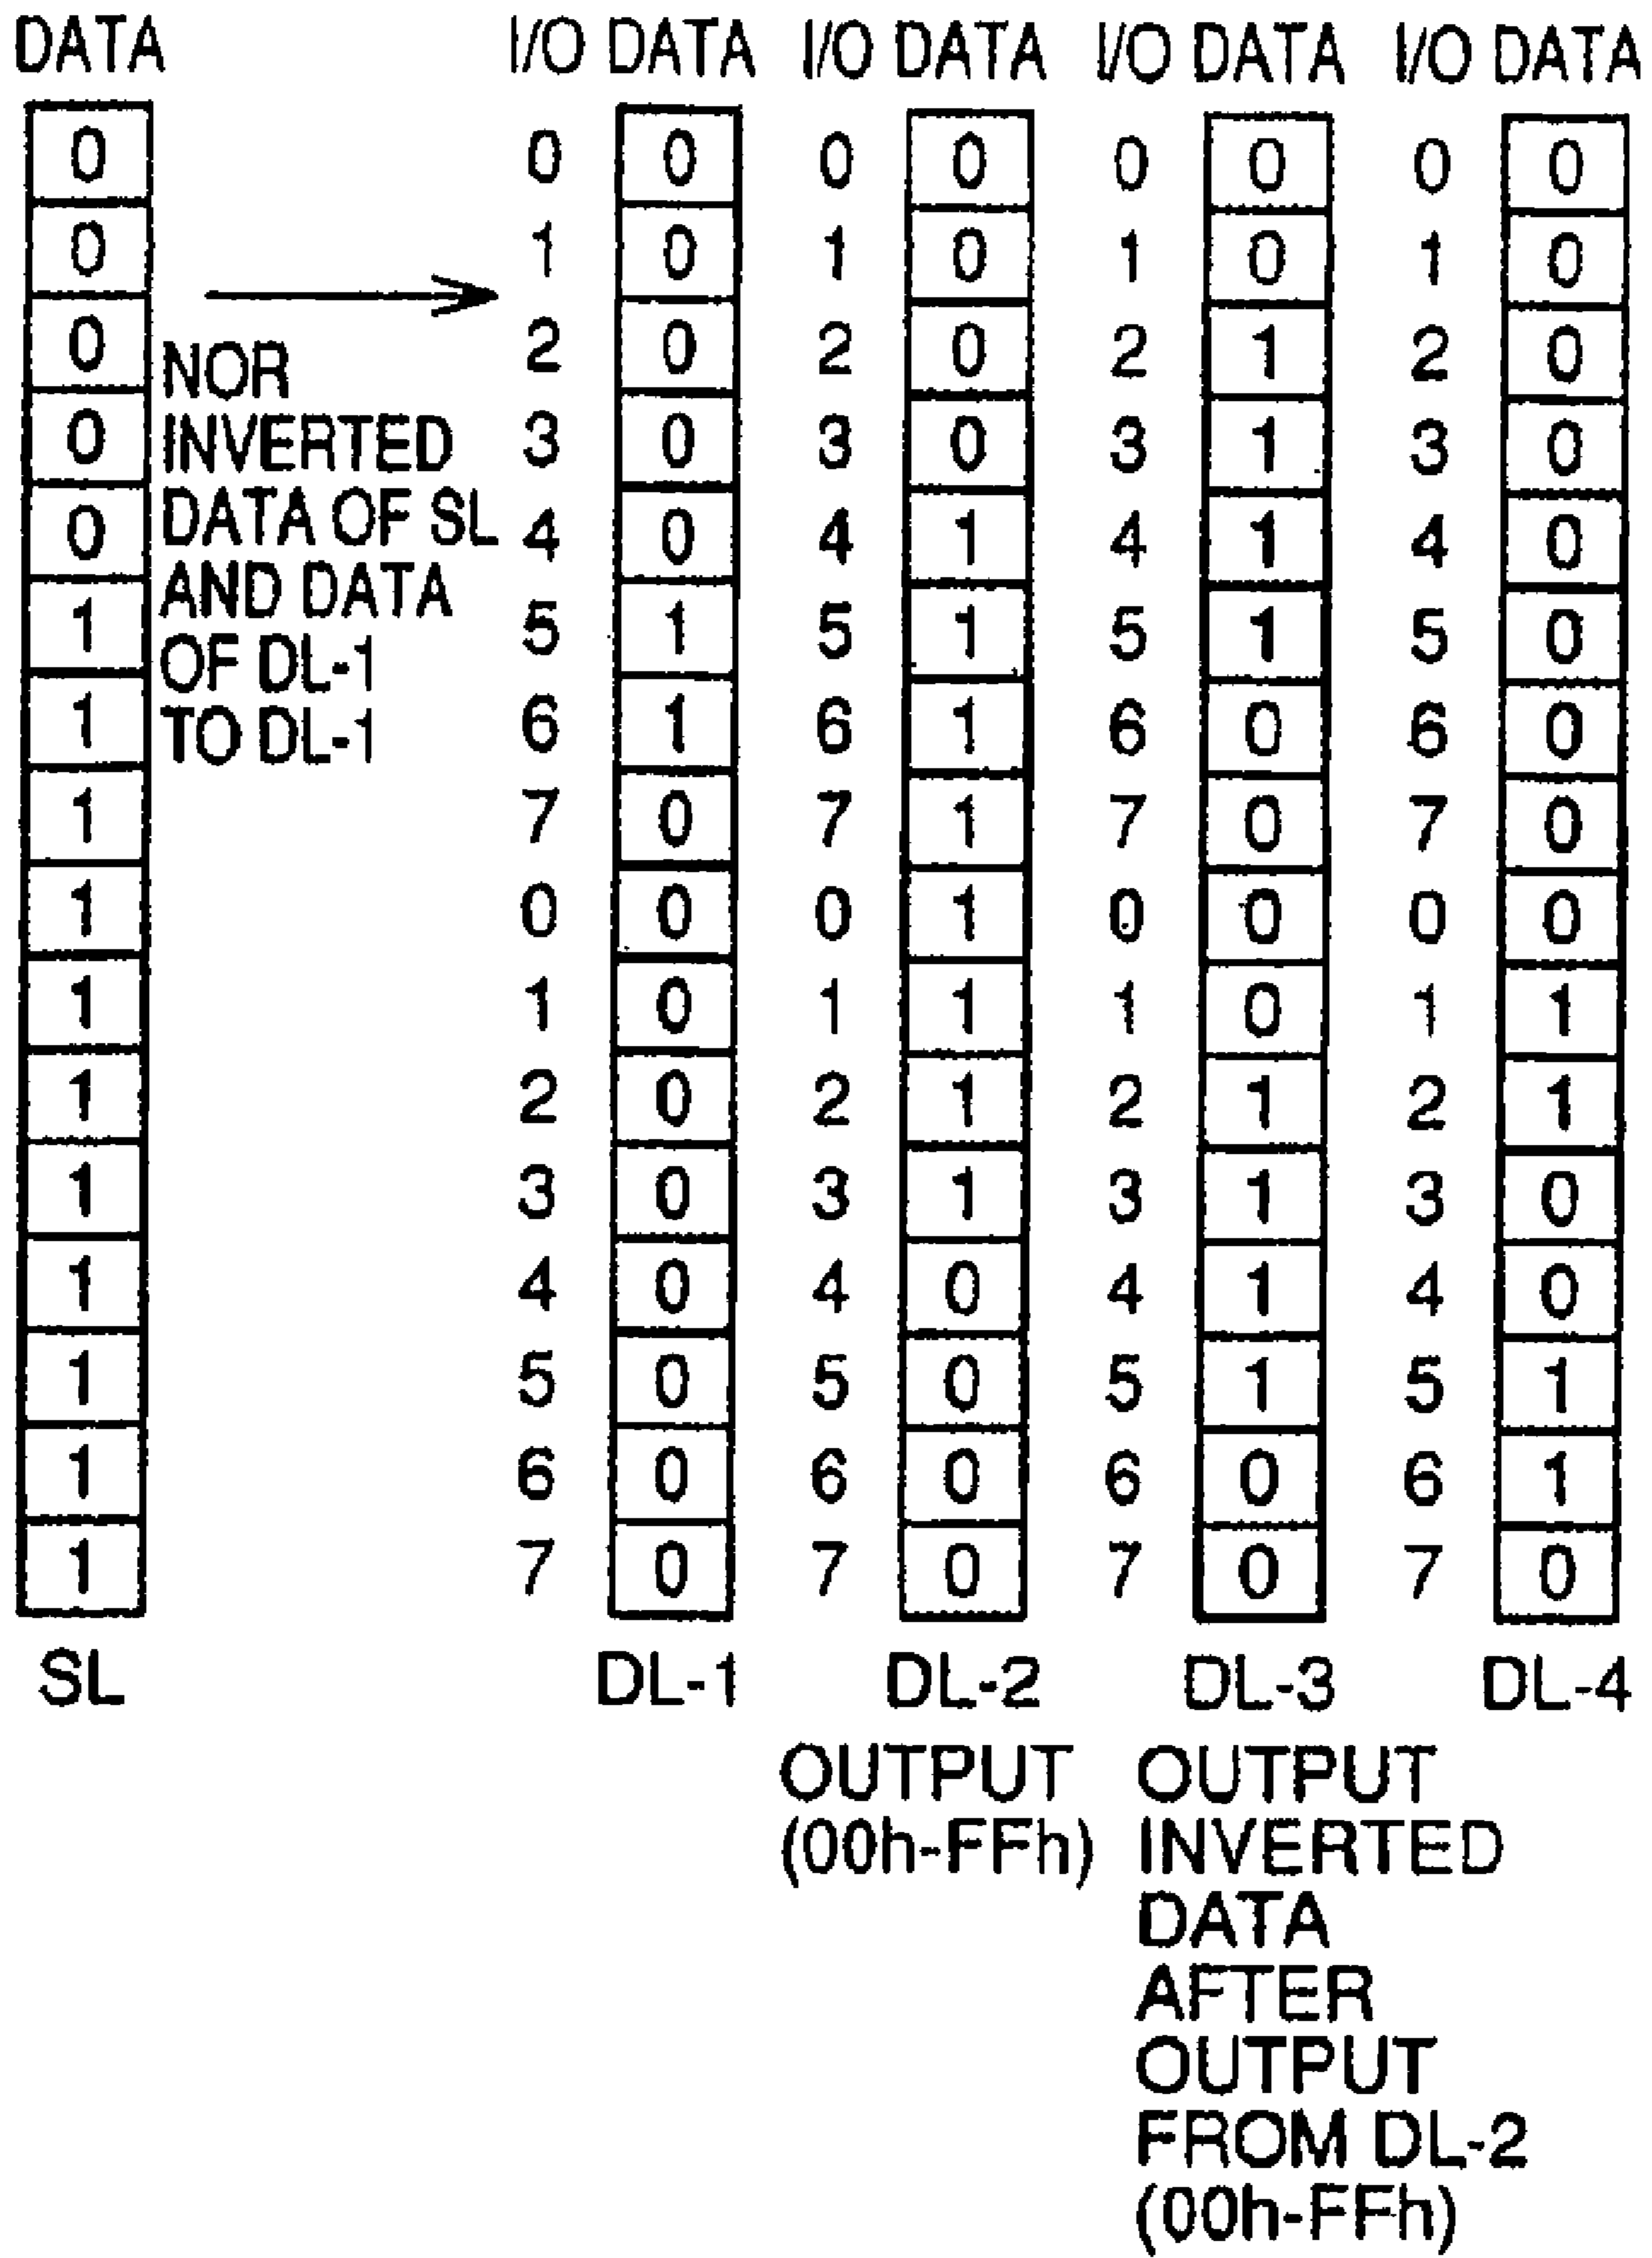 DATA I/O DATA I/O DATA I/O DATA I/O DATA
0 0 0 0 0 0 0 0 0
0 1 0 1 0 1 0 1 0
0 2 0 2 0 2 1 2 0
0 3 0 3 0 3 1 3 0
0 4 0 4 1 4 1 4 0
1 5 1 5 1 5 1 5 0
1 6 1 6 1 6 0 6 0
1 7 0 7 1 7 0 7 0
1 0 0 0 1 0 0 0 0
1 1 0 1 1 1 0 1 1
1 2 0 2 1 2 1 2 1
1 3 0 3 1 3 1 3 0
1 4 0 4 0 4 1 4 0
1 5 0 5 0 5 1 5 1
1 6 0 6 0 6 0 6 1
1 7 0 7 0 7 0 7 0
NOR
INVERTED
DATA OF SL
AND DATA
OF DL-1
TO DL-1
SL DL-1 DL-2 DL-3 DL-4
OUTPUT
(00h-FFh)
OUTPUT
INVERTED
DATA
AFTER
OUTPUT
FROM DL-2
(00h-FFh)